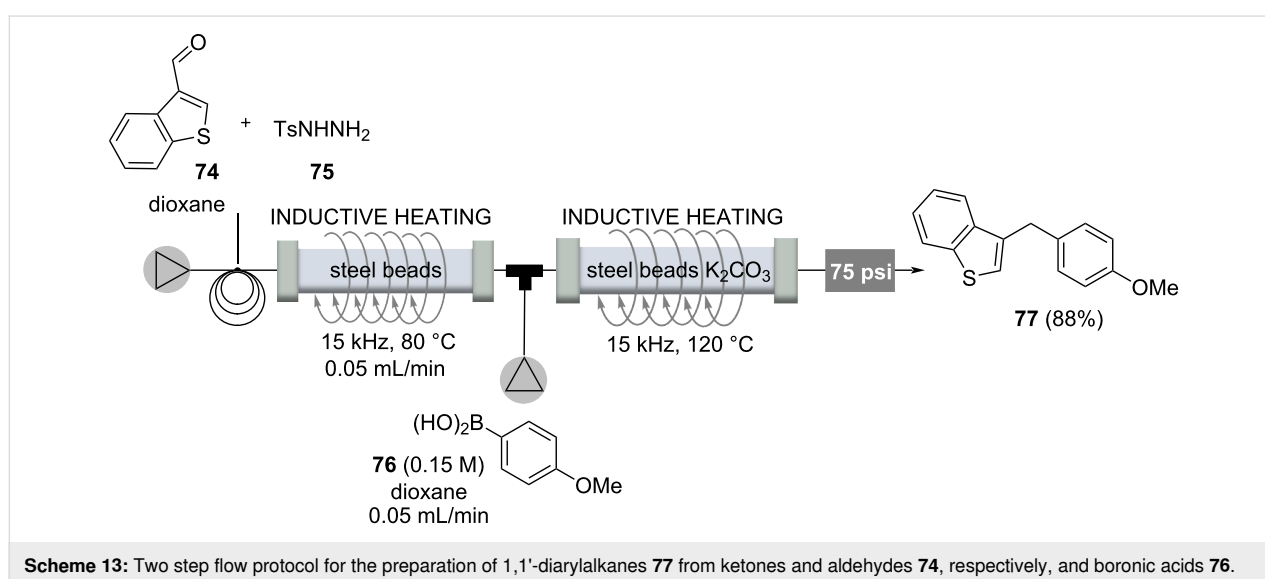 O
S
+
TsNHNH₂
74
75
dioxane
INDUCTIVE HEATING
INDUCTIVE HEATING
steel beads
steel beads K₂CO₃
75 psi
15 kHz, 80 °C
0.05 mL/min
15 kHz, 120 °C
S
OMe
77 (88%)
(HO)₂B
76 (0.15 M)
OMe
dioxane
0.05 mL/min
Scheme 13: Two step flow protocol for the preparation of 1,1'-diarylalkanes 77 from ketones and aldehydes 74, respectively, and boronic acids 76.